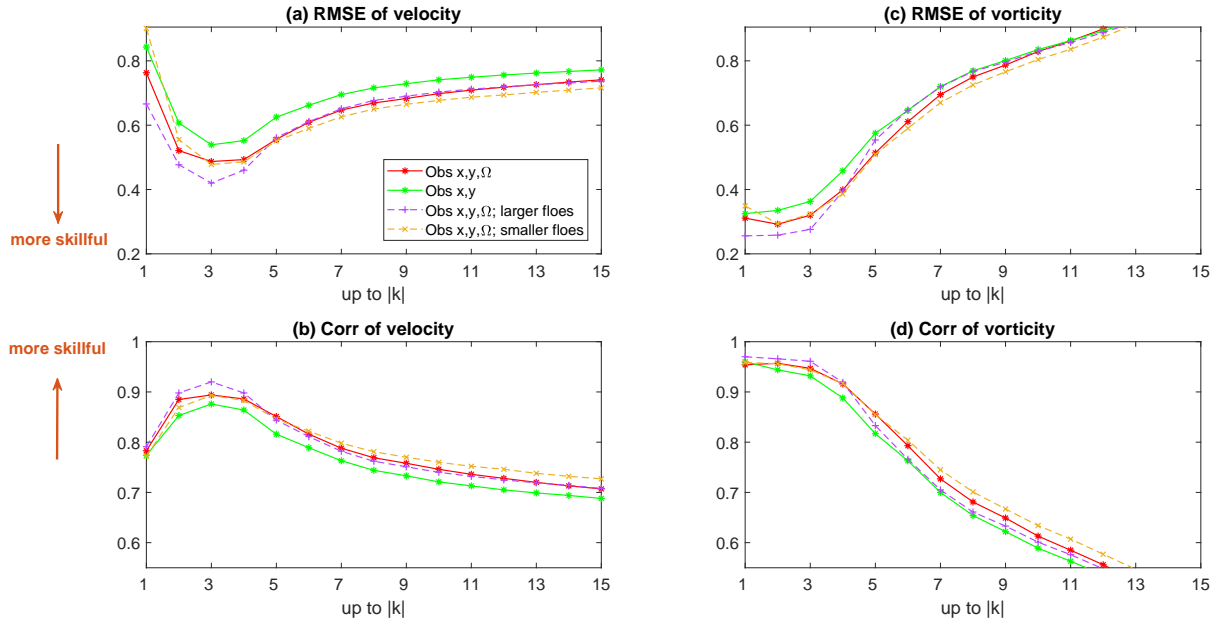 (a) RMSE of velocity
0.8
0.6
0.4
0.2
1 3 5 7 9 11 13 15
up to |k|
Obs x,y,Ω
Obs x,y
Obs x,y,Ω; larger floes
Obs x,y,Ω; smaller floes
more skillful
(c) RMSE of vorticity
0.8
0.6
0.4
0.2
1 3 5 7 9 11 13 15
up to |k|
more skillful
(b) Corr of velocity
1
0.9
0.8
0.7
0.6
1 3 5 7 9 11 13 15
up to |k|
(d) Corr of vorticity
1
0.9
0.8
0.7
0.6
1 3 5 7 9 11 13 15
up to |k|